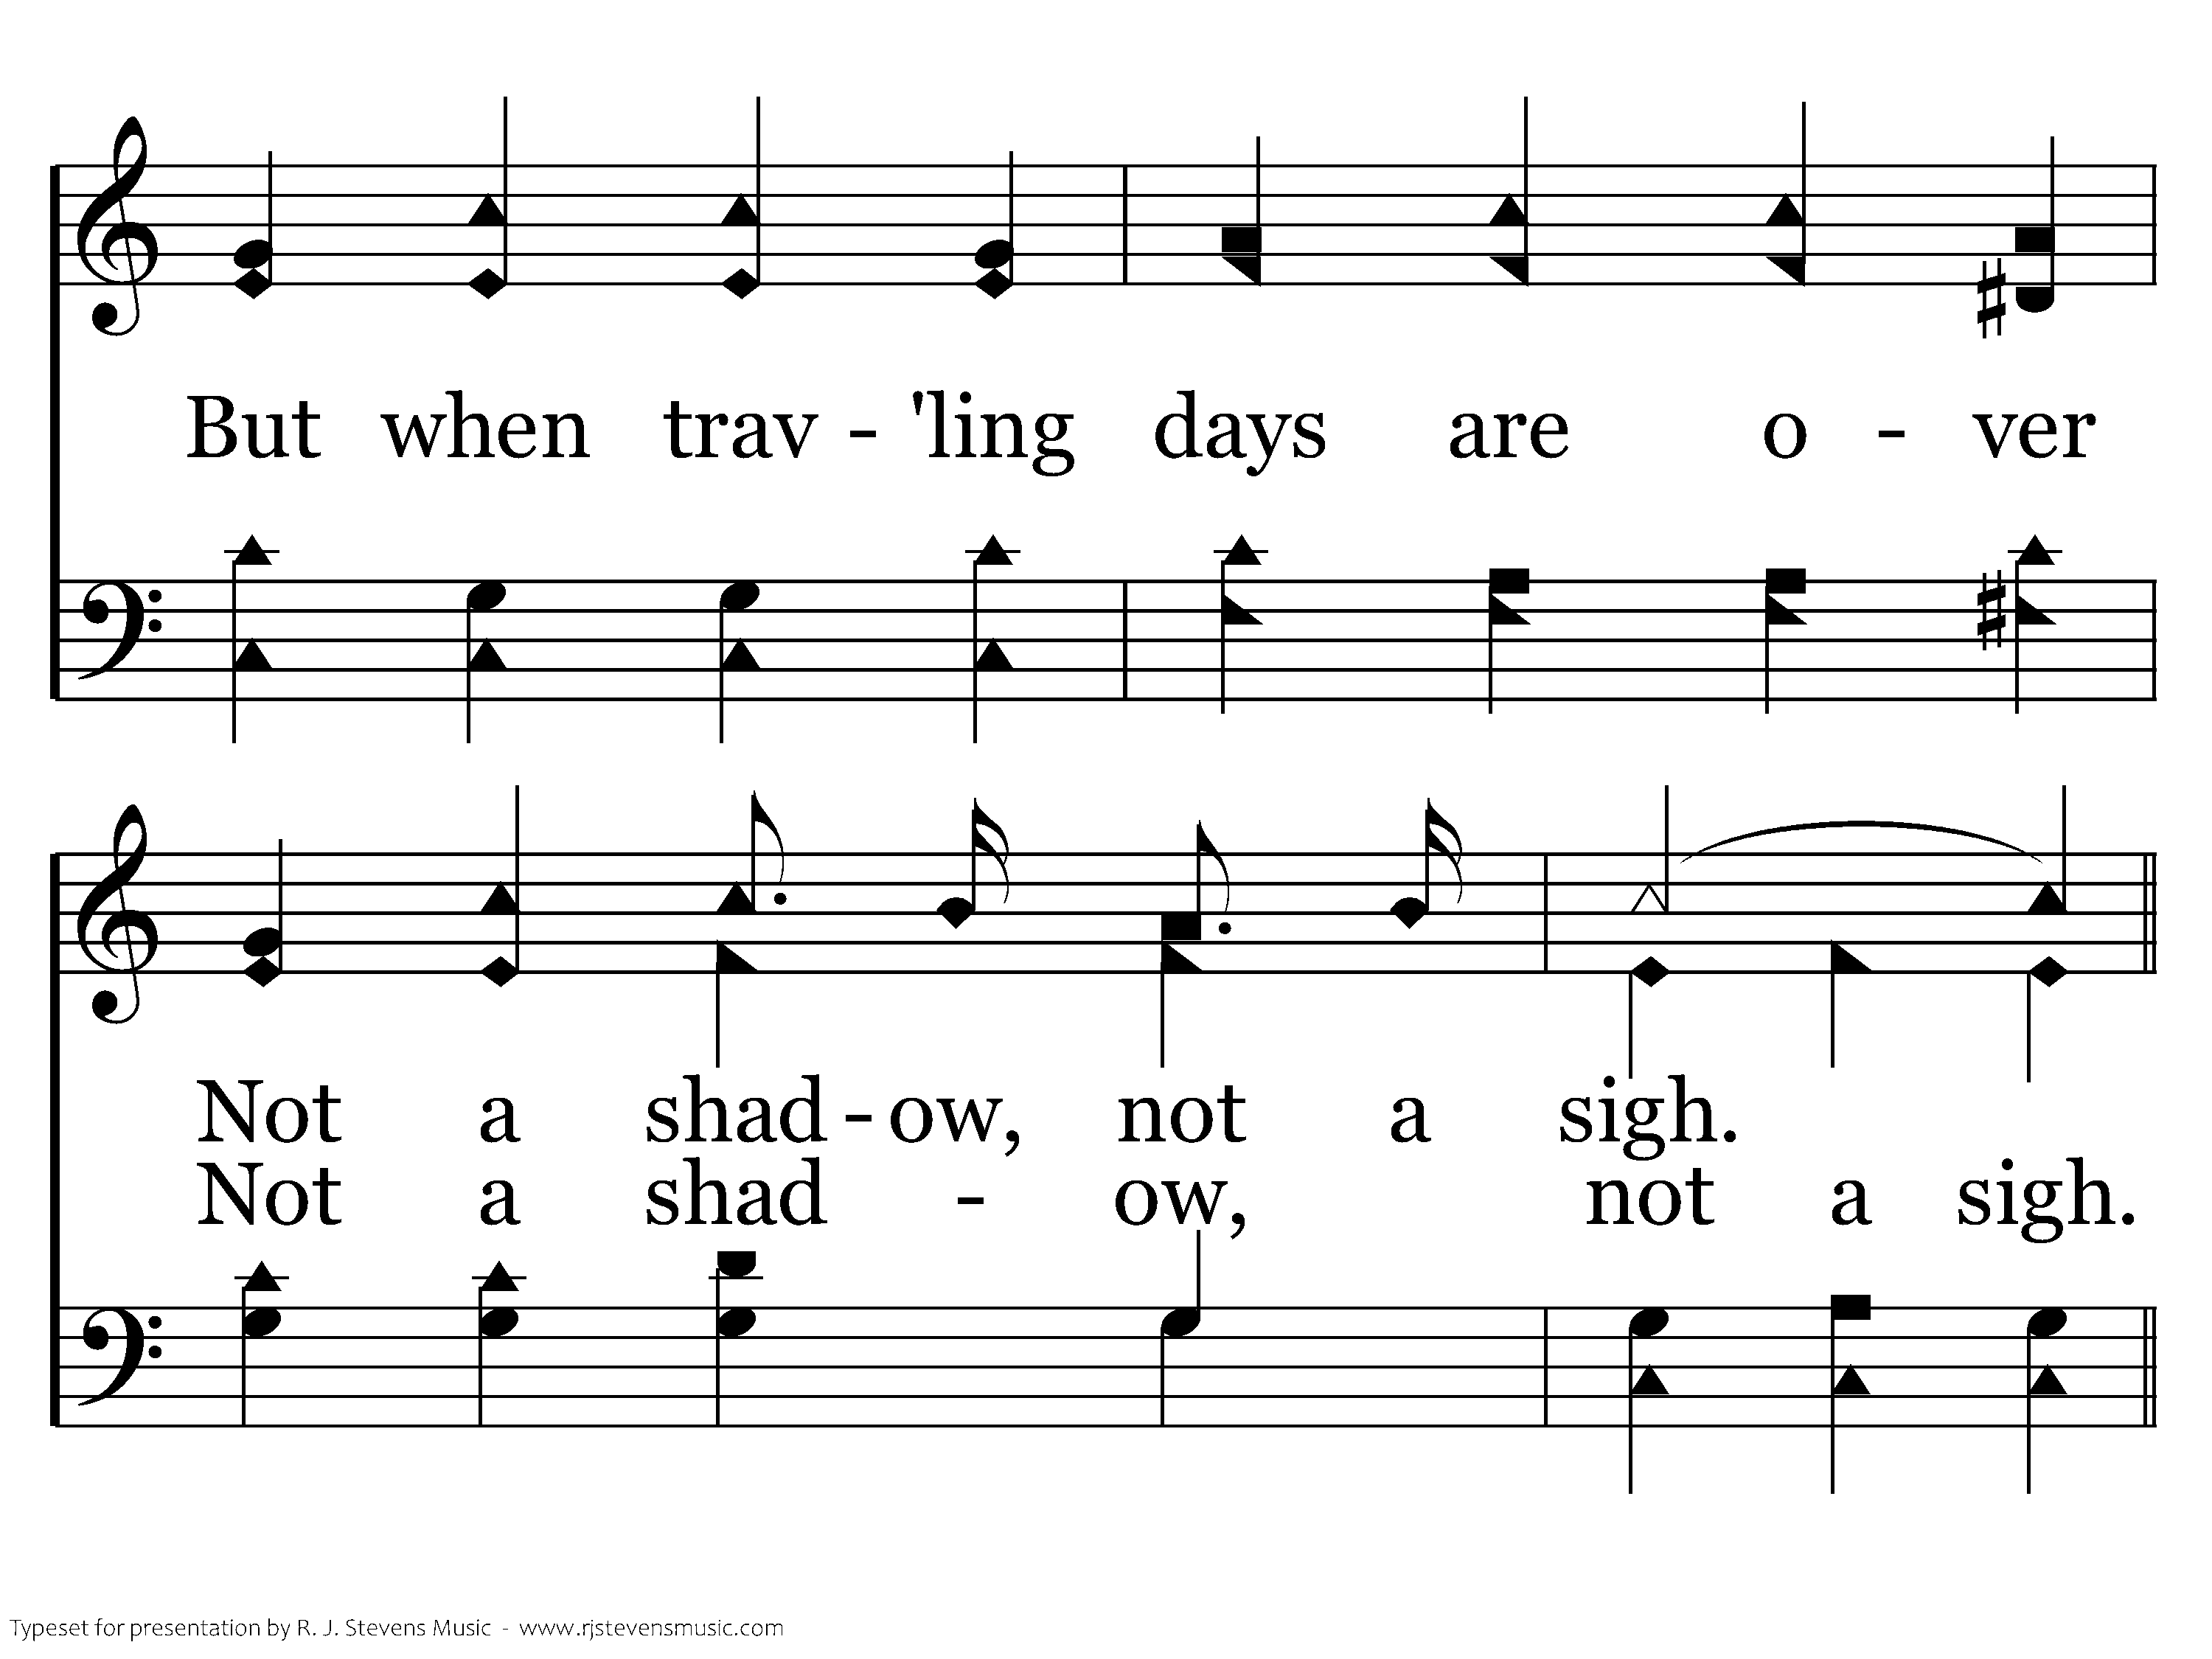 But when trav - 'ling days are o - ver
Not a shad - ow, not a sigh.
Not a shad - ow, not a sigh.
Typeset for presentation by R. J. Stevens Music - www.rjstevensmusic.com